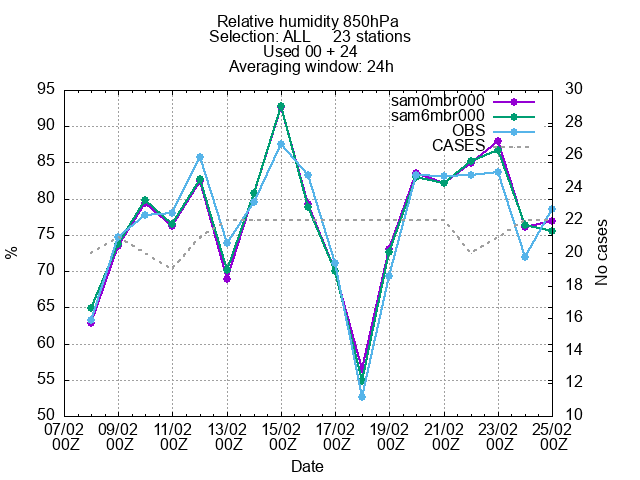 Relative humidity 850hPa
Selection: ALL 23 stations
Used 00 + 24
Averaging window: 24h
95 30
90 28
85 26
80 24
75 22
70 20
65 18
60 16
55 14
50 12
10
sam0mbr000
sam6mbr000
OBS
CASES
%
No cases
07/02 09/02 11/02 13/02 15/02 17/02 19/02 21/02 23/02 25/02
00Z 00Z 00Z 00Z 00Z 00Z 00Z 00Z 00Z 00Z
Date